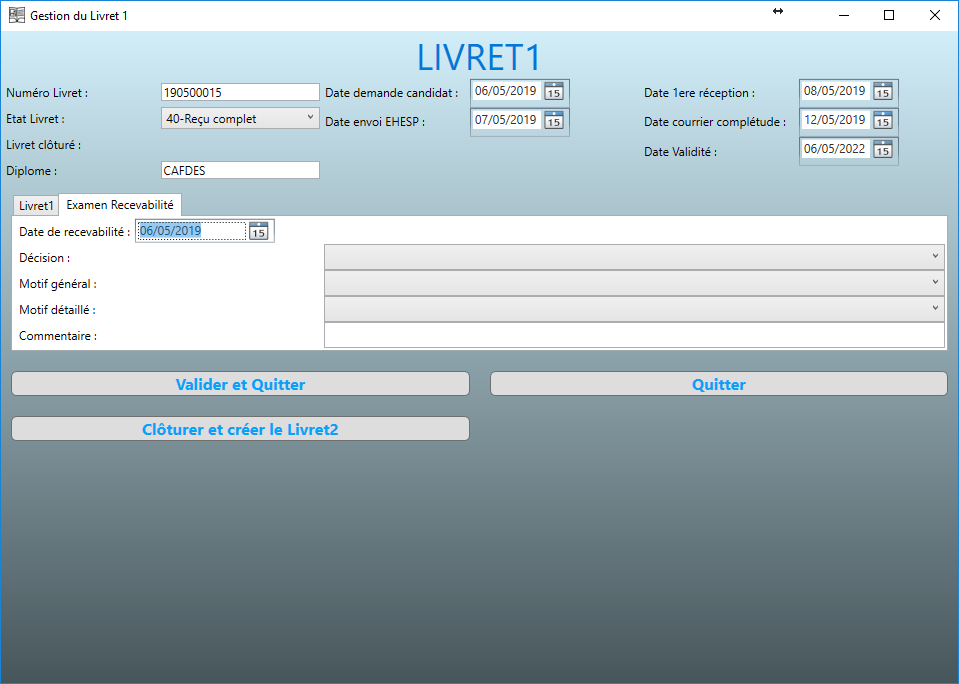 Gestion du Livret 1
LIVRET1
Numéro Livret : 190500015 Date demande candidat : 06/05/2019 15 Date 1ere réception : 08/05/2019 15
Etat Livret : 40-Reçu complet Date envoi EHESP : 07/05/2019 15 Date courrier complétude : 12/05/2019 15
Livret clôturé : Date Validité : 06/05/2022 15
Diplome : CAFDES
Livret1 Examen Recevabilité
Date de recevabilité : 06/05/2019 15
Décision :
Motif général :
Motif détaillé :
Commentaire :
Valider et Quitter Quitter
Clôturer et créer le Livret2